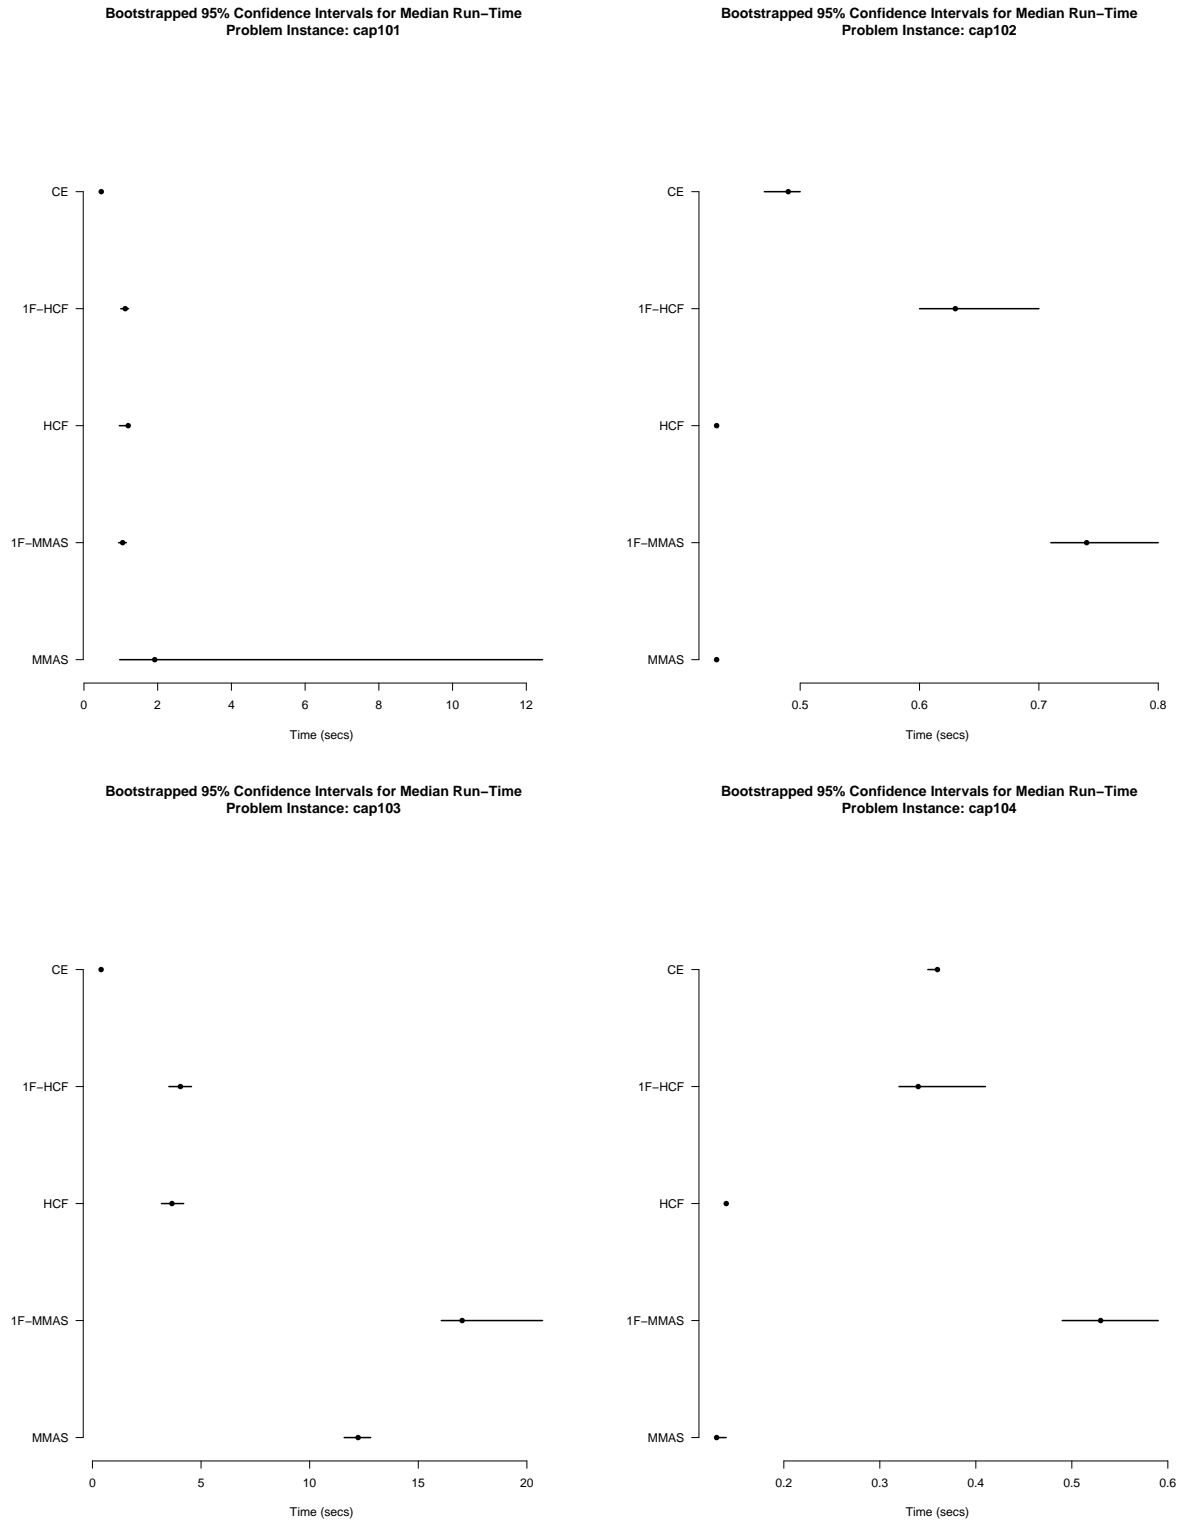 Bootstrapped 95% Confidence Intervals for Median Run−Time
Problem Instance: cap101
CE
1F−HCF
HCF
1F−MMAS
MMAS
0 2 4 6 8 10 12
Time (secs)
Bootstrapped 95% Confidence Intervals for Median Run−Time
Problem Instance: cap102
CE
1F−HCF
HCF
1F−MMAS
MMAS
0.5 0.6 0.7 0.8
Time (secs)
Bootstrapped 95% Confidence Intervals for Median Run−Time
Problem Instance: cap103
CE
1F−HCF
HCF
1F−MMAS
MMAS
0 5 10 15 20
Time (secs)
Bootstrapped 95% Confidence Intervals for Median Run−Time
Problem Instance: cap104
CE
1F−HCF
HCF
1F−MMAS
MMAS
0.2 0.3 0.4 0.5 0.6
Time (secs)